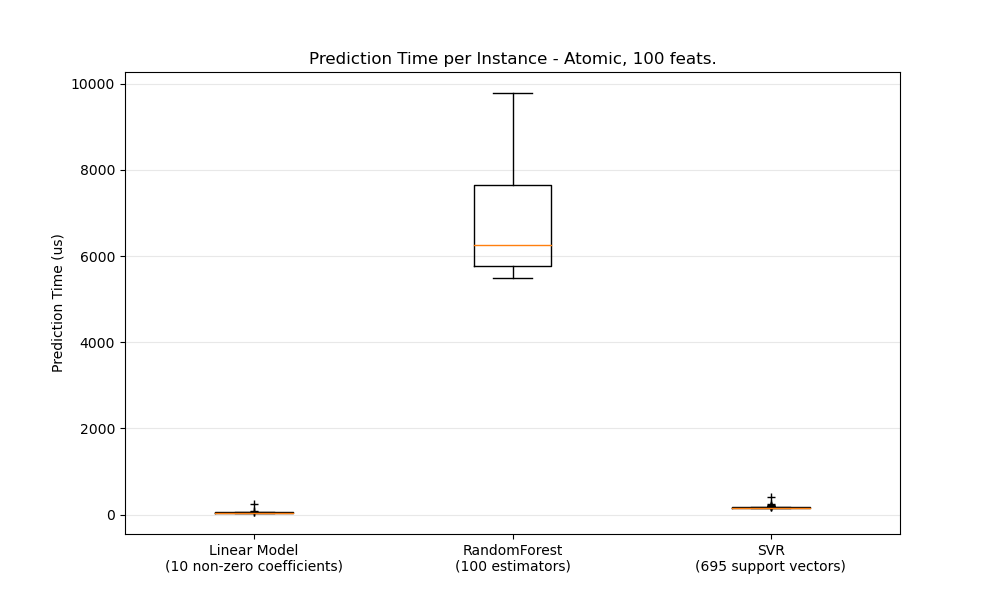 Prediction Time per Instance - Atomic, 100 feats.
Prediction Time (us)
10000
8000
6000
4000
2000
0
Linear Model
(10 non-zero coefficients)
RandomForest
(100 estimators)
SVR
(695 support vectors)